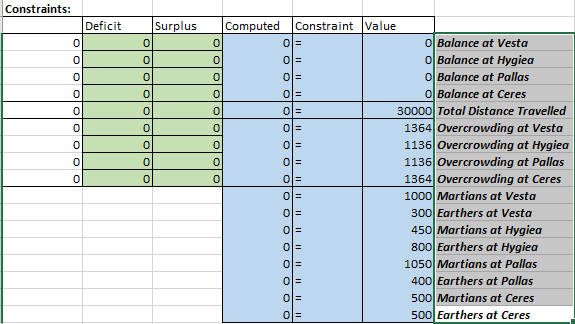 Constraints:
Deficit Surplus Computed Constraint Value
0 0 0 0 = 0 Balance at Vesta
0 0 0 0 = 0 Balance at Hygiea
0 0 0 0 = 0 Balance at Pallas
0 0 0 0 = 0 Balance at Ceres
0 0 0 0 = 30000 Total Distance Travelled
0 0 0 0 = 1364 Overcrowding at Vesta
0 0 0 0 = 1136 Overcrowding at Hygiea
0 0 0 0 = 1136 Overcrowding at Pallas
0 0 0 0 = 1364 Overcrowding at Ceres
0 = 1000 Martians at Vesta
0 = 300 Earthers at Vesta
0 = 450 Martians at Hygiea
0 = 800 Earthers at Hygiea
0 = 1050 Martians at Pallas
0 = 400 Earthers at Pallas
0 = 500 Martians at Ceres
0 = 500 Earthers at Ceres